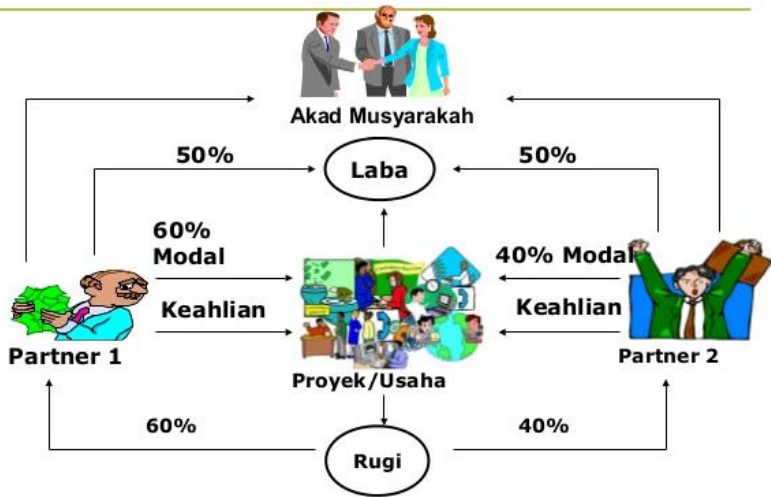 Akad Musyarakah
50%
Laba
50%
60%
Modal
40% Modal
Keahlian
Keahlian
Partner 1
Proyek/Usaha
Partner 2
60%
40%
Rugi